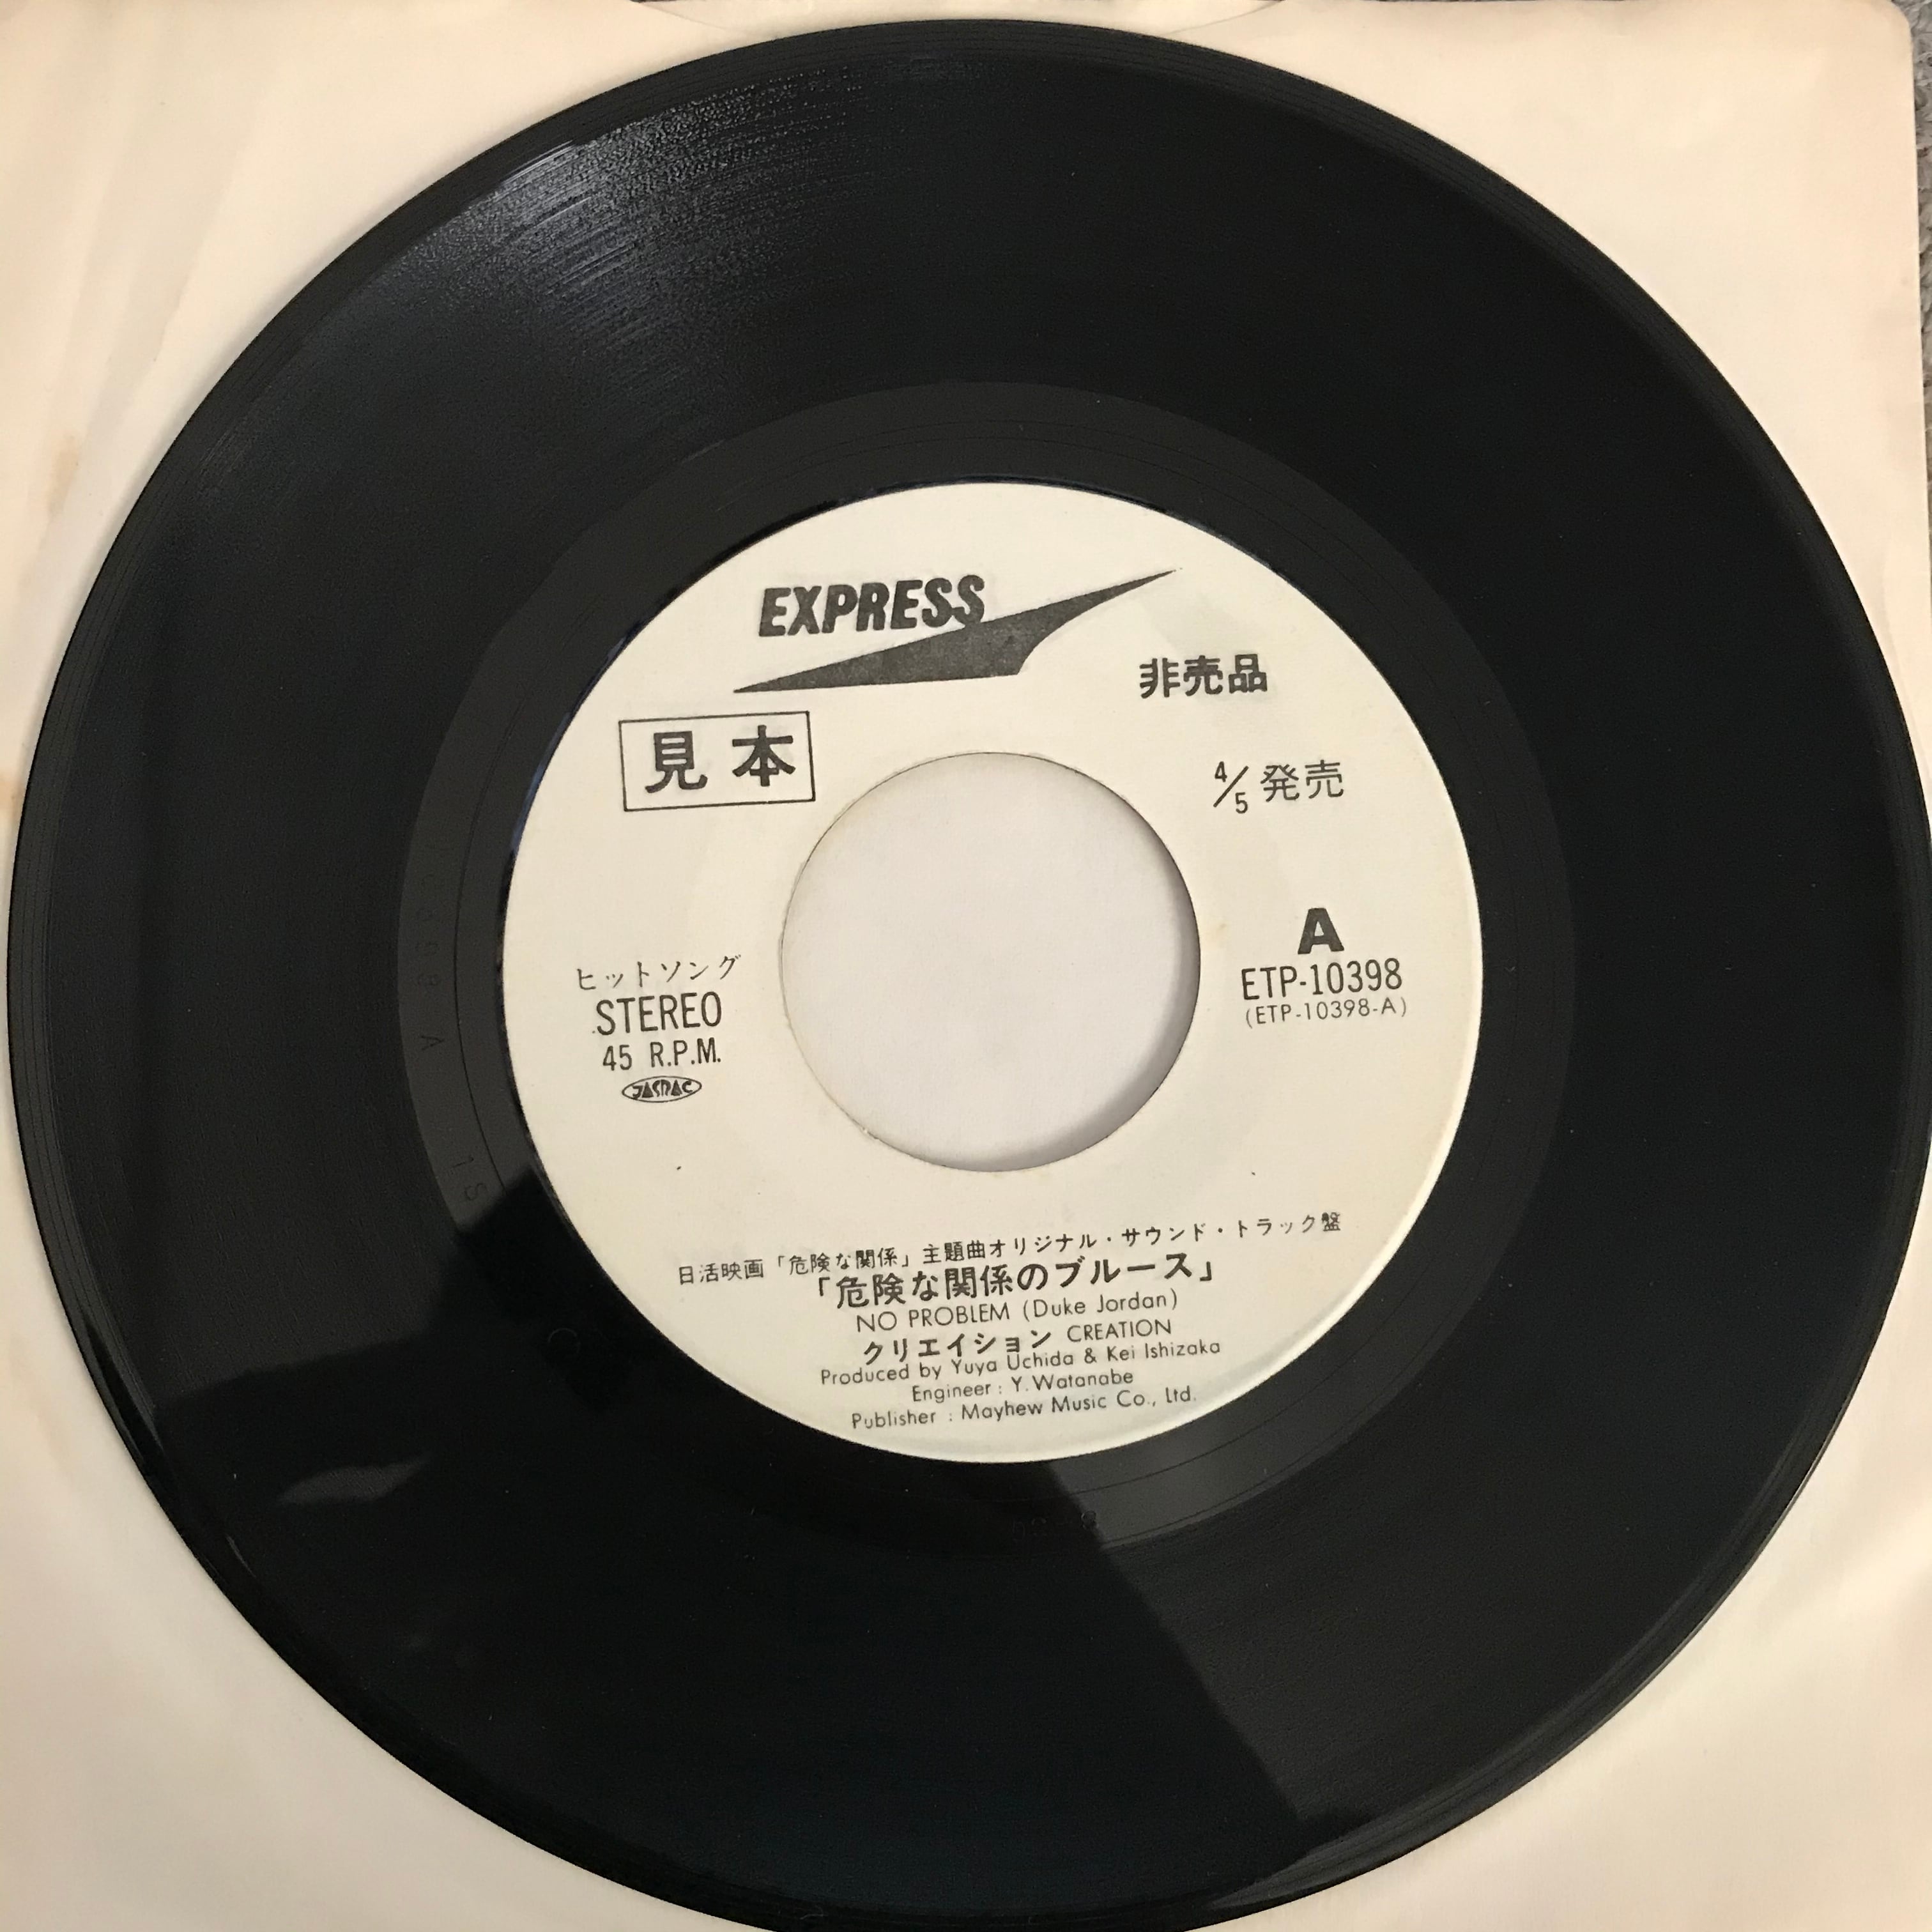 EXPRESS
非売品
見本
4/5 発売
A
ETP-10398
(ETP-10398-A)
ヒットソング
STEREO
45 R.P.M.
JASRAC
日活映画「危険な関係」主題曲オリジナル・サウンド・トラック盤
「危険な関係のブルース」
NO PROBLEM (Duke Jordan)
クリエイション CREATION
Produced by Yuya Uchida & Kei Ishizaka
Engineer : Y. Watanabe
Publisher : Mayhew Music Co., Ltd.
1S